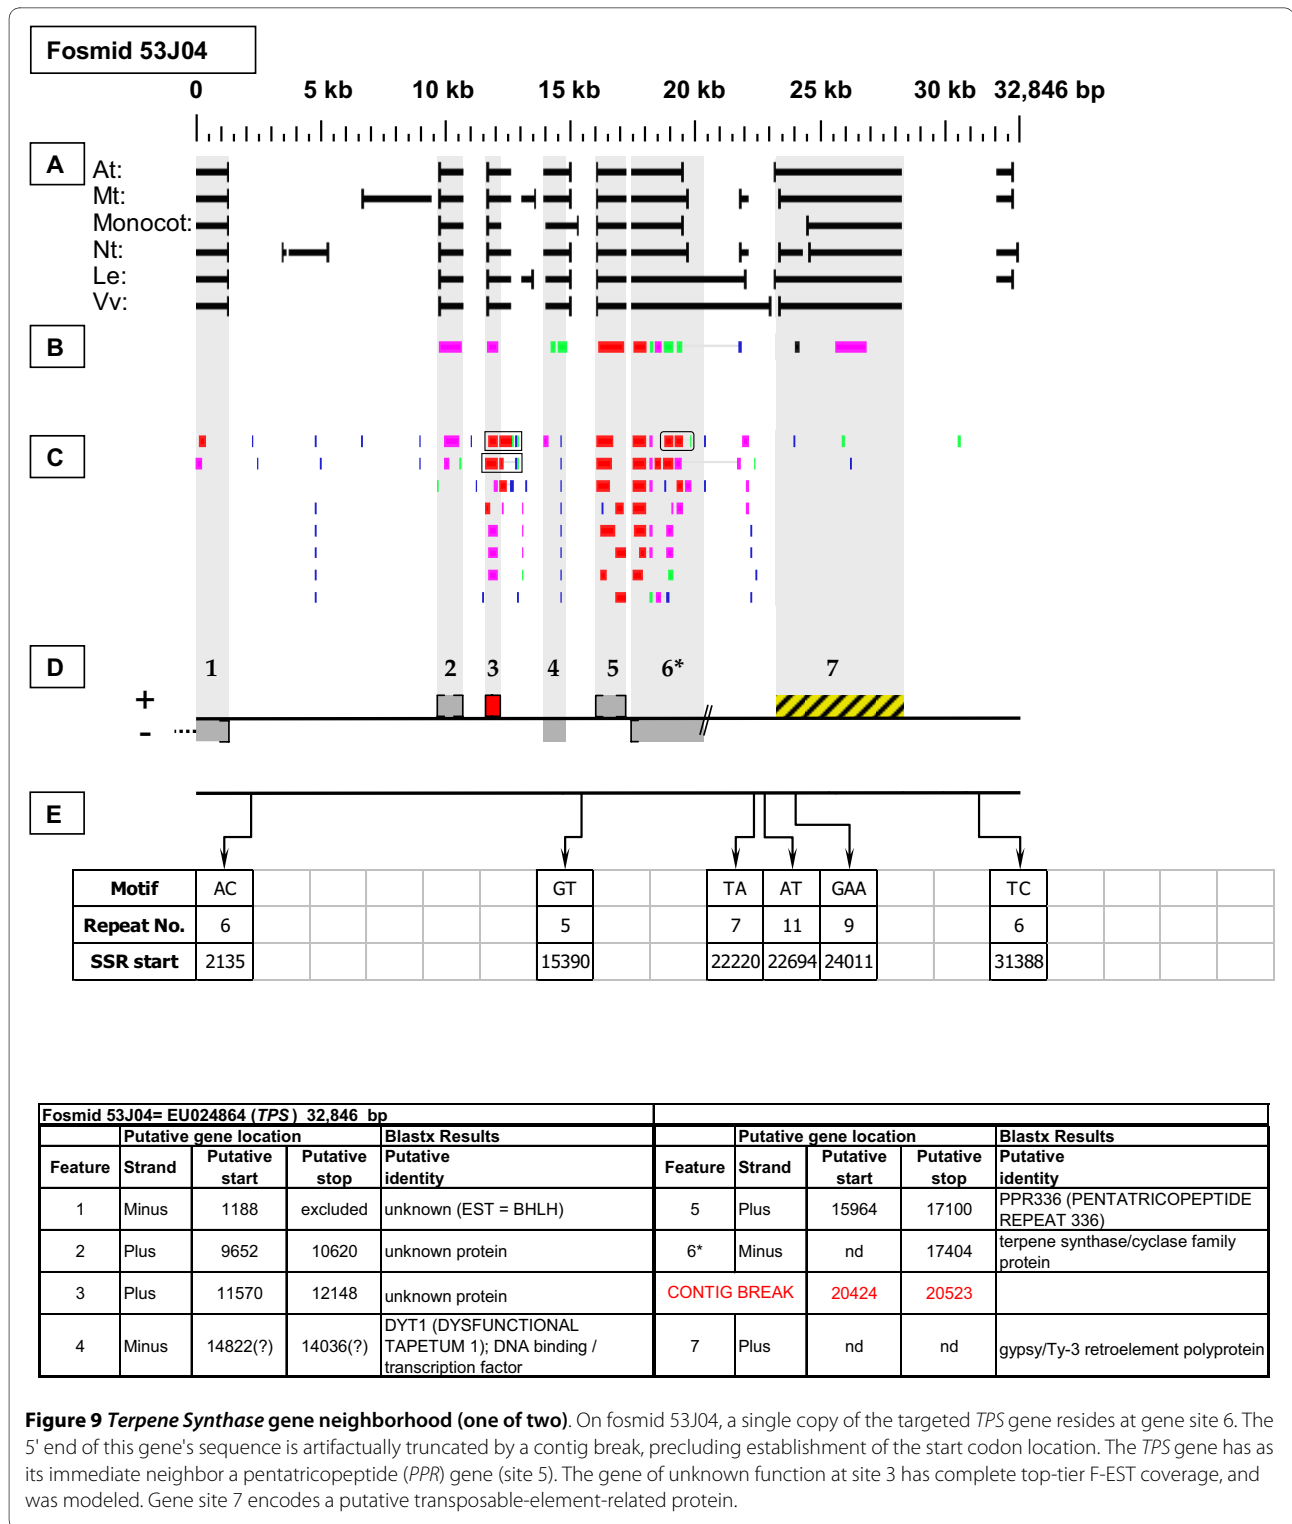 Fosmid 53J04
0 5 kb 10 kb 15 kb 20 kb 25 kb 30 kb 32,846 bp
A
At:
Mt:
Monocot:
Nt:
Le:
Vv:
B
C
D
1 2 3 4 5 6* 7
+
-
E
Motif AC GT TA AT GAA TC
Repeat No. 6 5 7 11 9 6
SSR start 2135 15390 22220 22694 24011 31388
Fosmid 53J04= EU024864 (TPS) 32,846 bp
Putative gene location Blastx Results Putative gene location Blastx Results
Feature Strand Putative start Putative stop Putative identity Feature Strand Putative start Putative stop Putative identity
1 Minus 1188 excluded unknown (EST = BHLH) 5 Plus 15964 17100 PPR336 (PENTATRICOPEPTIDE REPEAT 336)
2 Plus 9652 10620 unknown protein 6* Minus nd 17404 terpene synthase/cyclase family protein
3 Plus 11570 12148 unknown protein CONTIG BREAK 20424 20523
4 Minus 14822(?) 14036(?) DYT1 (DYSFUNCTIONAL TAPETUM 1); DNA binding / transcription factor 7 Plus nd nd gypsy/Ty-3 retroelement polyprotein
Figure 9 Terpene Synthase gene neighborhood (one of two). On fosmid 53J04, a single copy of the targeted TPS gene resides at gene site 6. The
5' end of this gene's sequence is artifactually truncated by a contig break, precluding establishment of the start codon location. The TPS gene has as
its immediate neighbor a pentatricopeptide (PPR) gene (site 5). The gene of unknown function at site 3 has complete top-tier F-EST coverage, and
was modeled. Gene site 7 encodes a putative transposable-element-related protein.